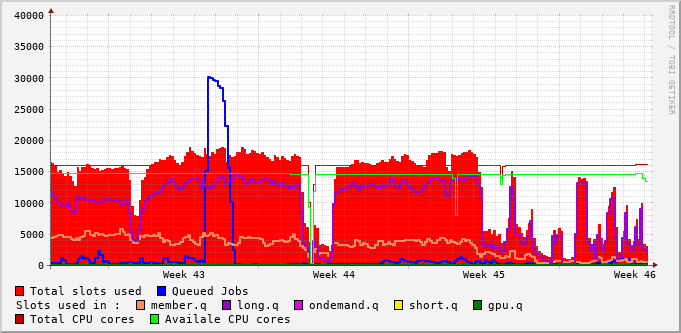 40000
35000
30000
25000
20000
15000
10000
5000
0
Week 43 Week 44 Week 45 Week 46
RRDTOOL / TOBI OETIKER
Total slots used Queued Jobs
Slots used in : member.q long.q ondemand.q short.q gpu.q
Total CPU cores Availale CPU cores